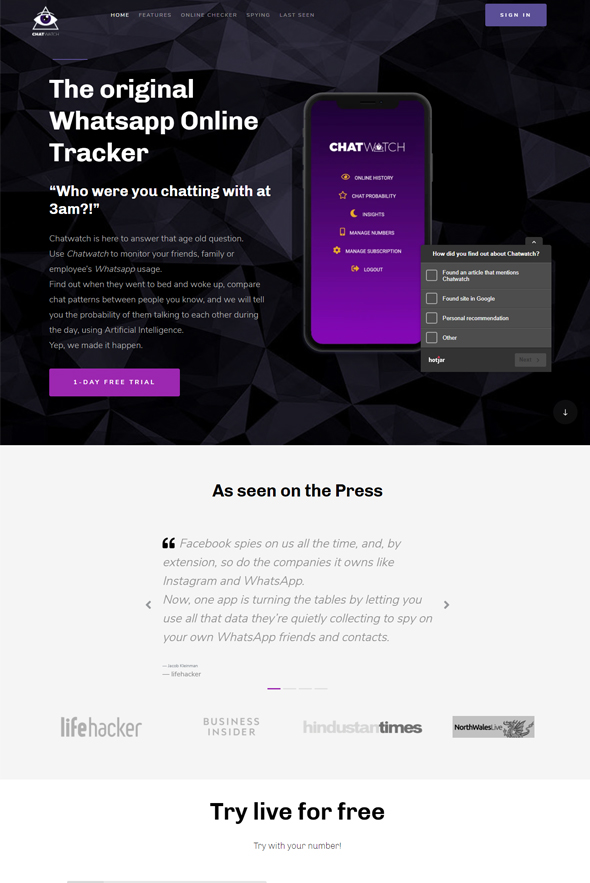 CHATWATCH
HOME FEATURES ONLINE CHECKER SPYING LAST SEEN
SIGN IN
The original
Whatsapp Online
Tracker
“Who were you chatting with at
3am?!”
Chatwatch is here to answer that age old question.
Use Chatwatch to monitor your friends, family or
employee's Whatsapp usage.
Find out when they went to bed and woke up, compare
chat patterns between people you know, and we will tell
you the probability of them talking to each other during
the day, using Artificial Intelligence.
Yep, we made it happen.
1-DAY FREE TRIAL
CHATWATCH
ONLINE HISTORY
CHAT PROBABILITY
INSIGHTS
MANAGE NUMBERS
MANAGE SUBSCRIPTION
LOGOUT
How did you find out about Chatwatch?
Found an article that mentions
Chatwatch
Found site in Google
Personal recommendation
Other
hotjar
Next
As seen on the Press
Facebook spies on us all the time, and, by
extension, so do the companies it owns like
Instagram and WhatsApp.
Now, one app is turning the tables by letting you
use all that data they're quietly collecting to spy on
your own WhatsApp friends and contacts.
— Jacob Kleinman
— lifehacker
lifehacker
BUSINESS
INSIDER
hindustantimes
NorthWalesLive
Try live for free
Try with your number!